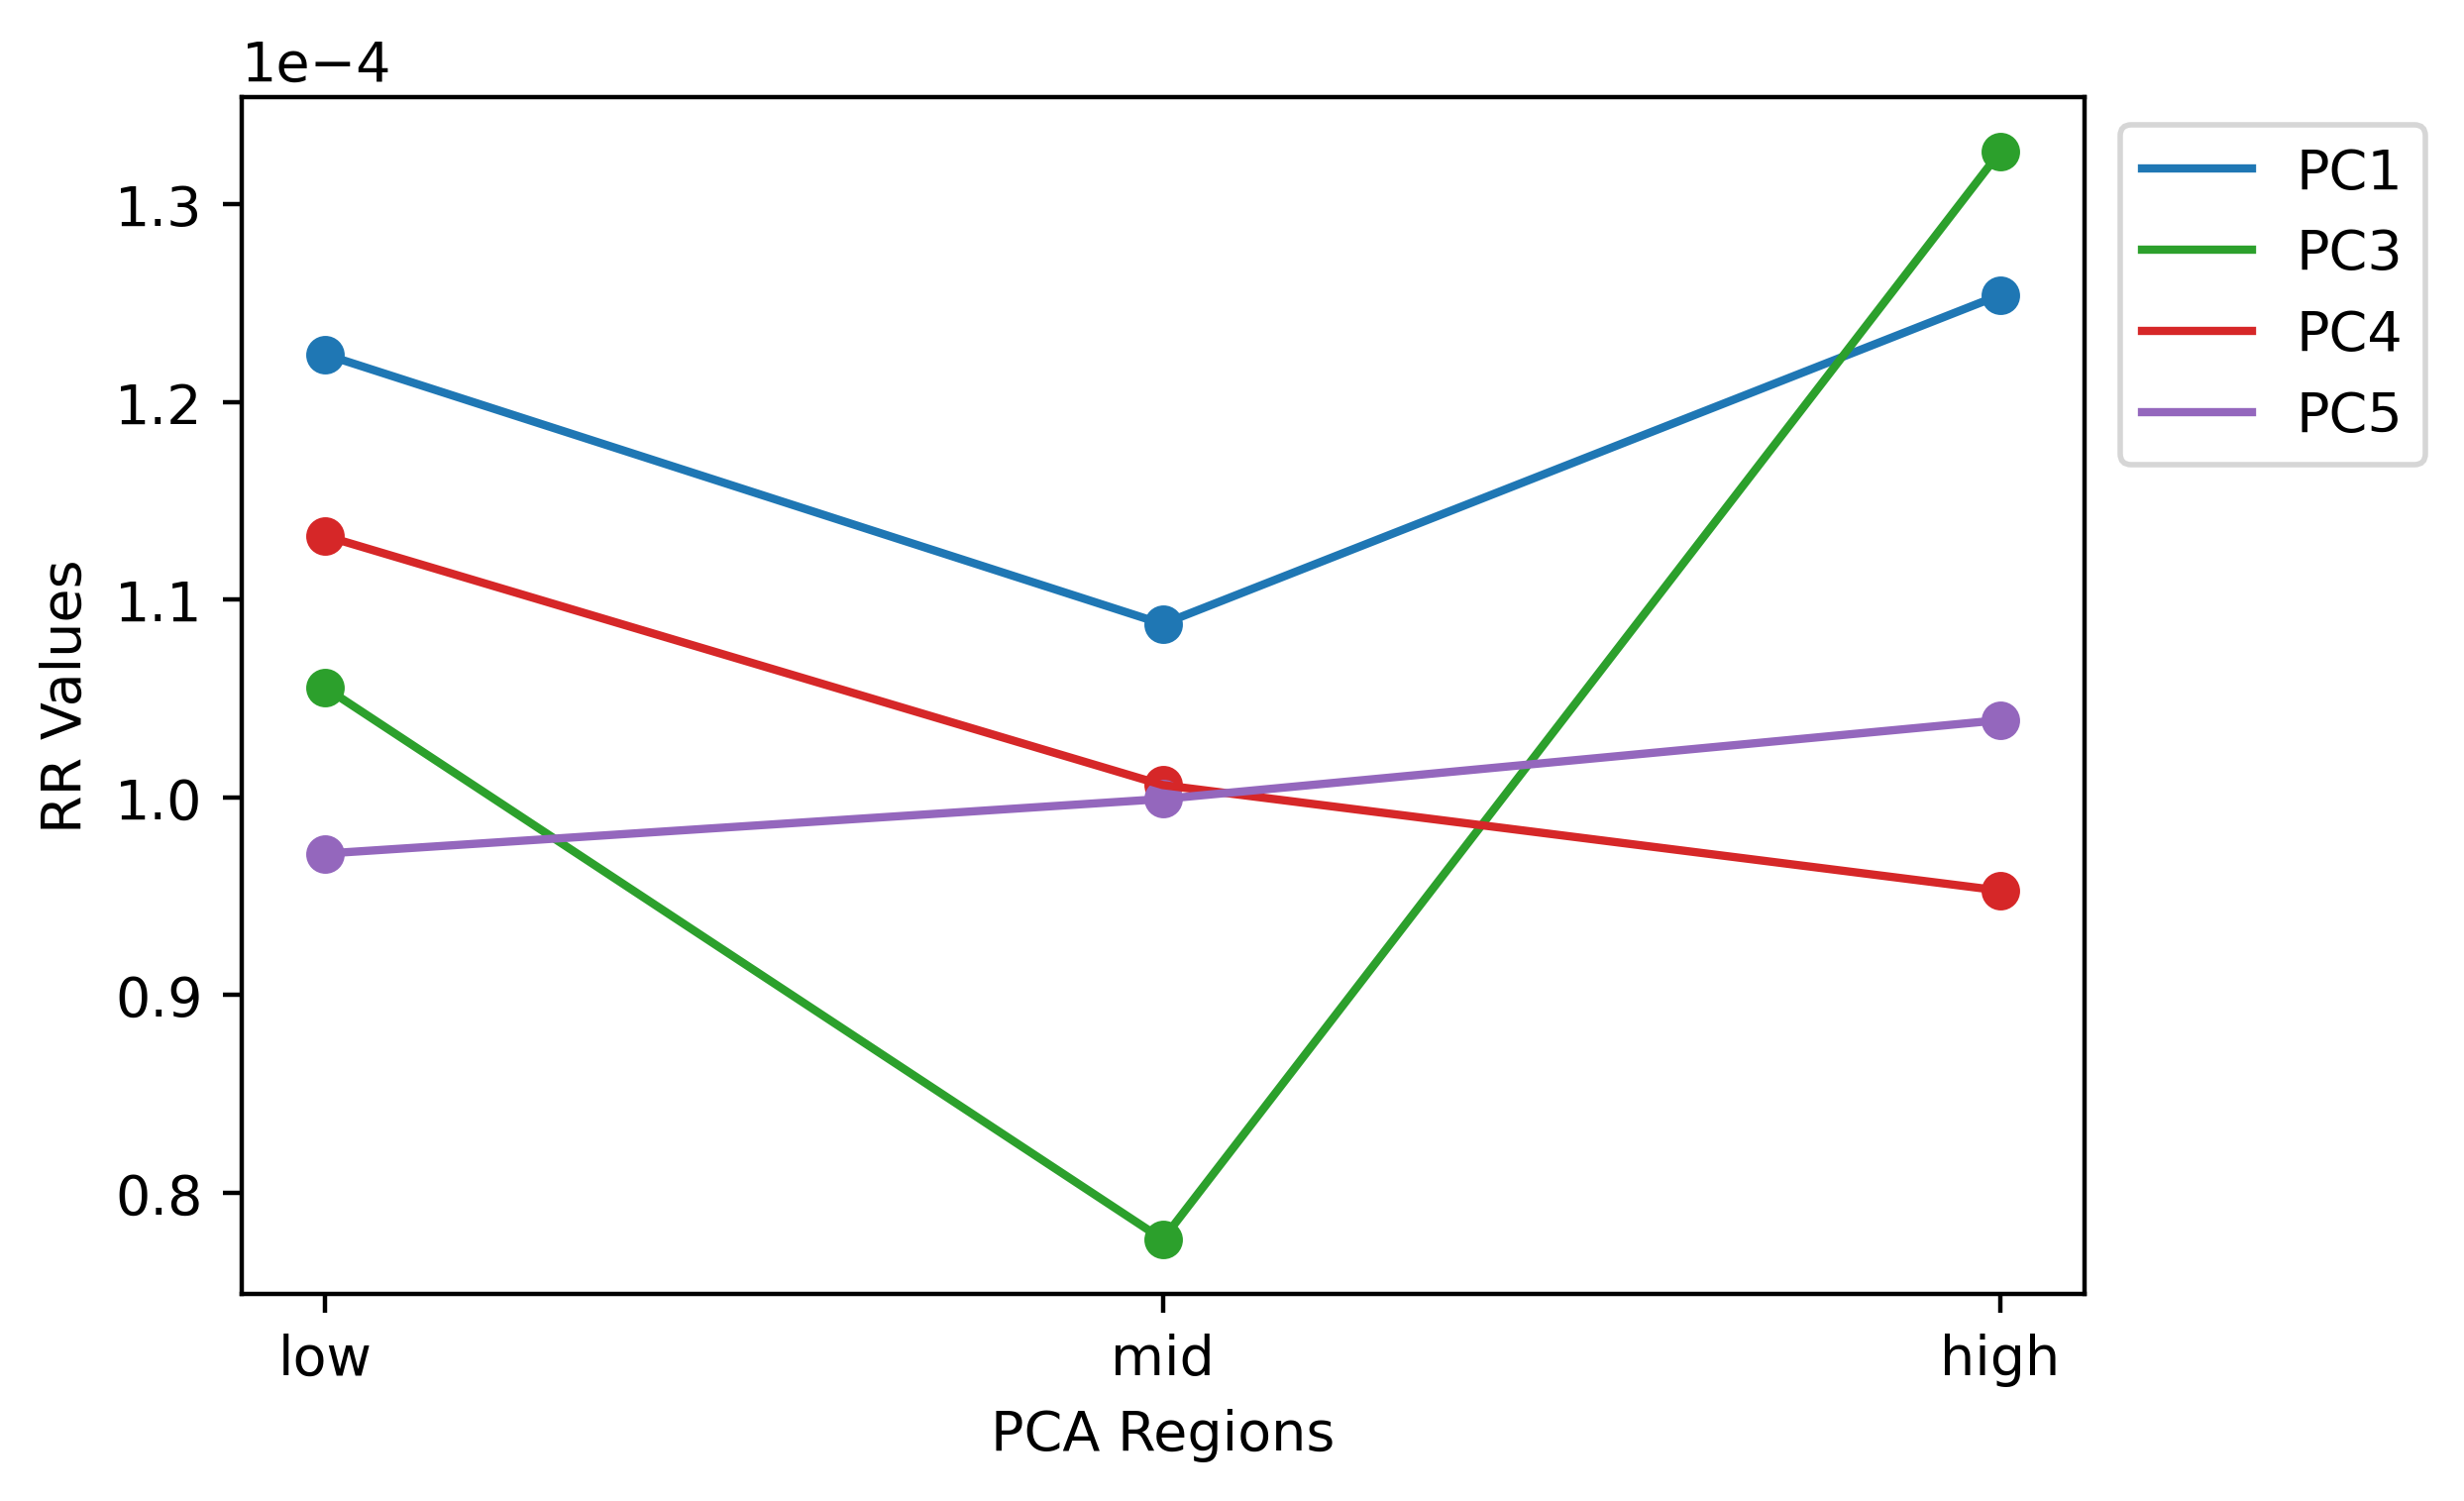 1e−4
1.3
1.2
1.1
1.0
0.9
0.8
RR Values
low
mid
high
PCA Regions
PC1
PC3
PC4
PC5